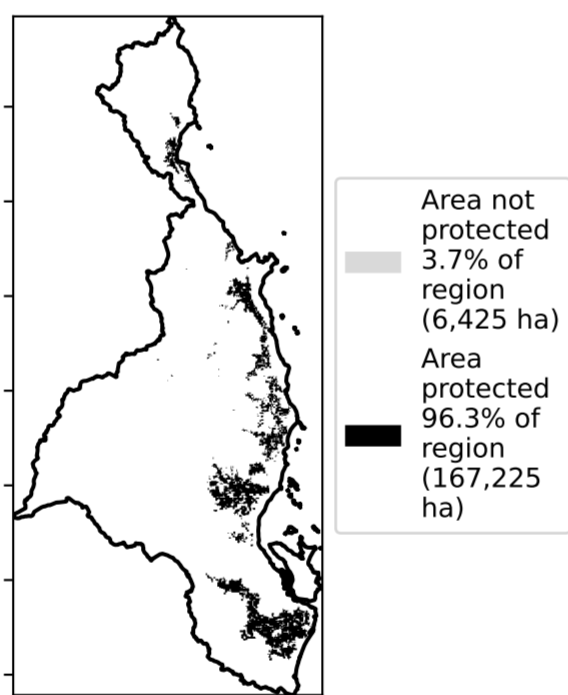 Area not
protected
3.7% of
region
(6,425 ha)
Area
protected
96.3% of
region
(167,225
ha)